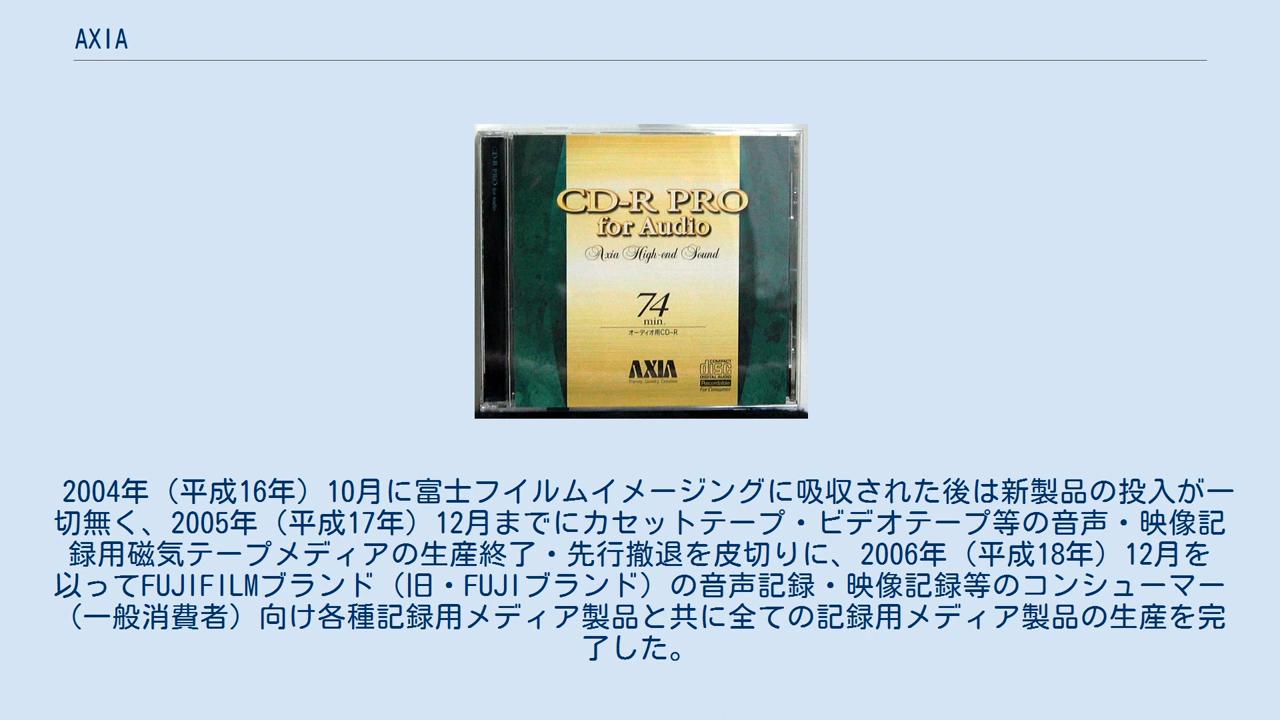 AXIA
CD-R PRO for Audio
CD-R PRO
for Audio
Axia High-end Sound
74
min.
オーディオ用CD-R
AXIA
COMPACT
disc
DIGITAL AUDIO
Recordable
For Consumer
2004年（平成16年）10月に富士フイルムイメージングに吸収された後は新製品の投入が一
切無く、2005年（平成17年）12月までにカセットテープ・ビデオテープ等の音声・映像記
録用磁気テープメディアの生産終了・先行撤退を皮切りに、2006年（平成18年）12月を
以ってFUJIFILMブランド（旧・FUJIブランド）の音声記録・映像記録等のコンシューマー
（一般消費者）向け各種記録用メディア製品と共に全ての記録用メディア製品の生産を完
了した。